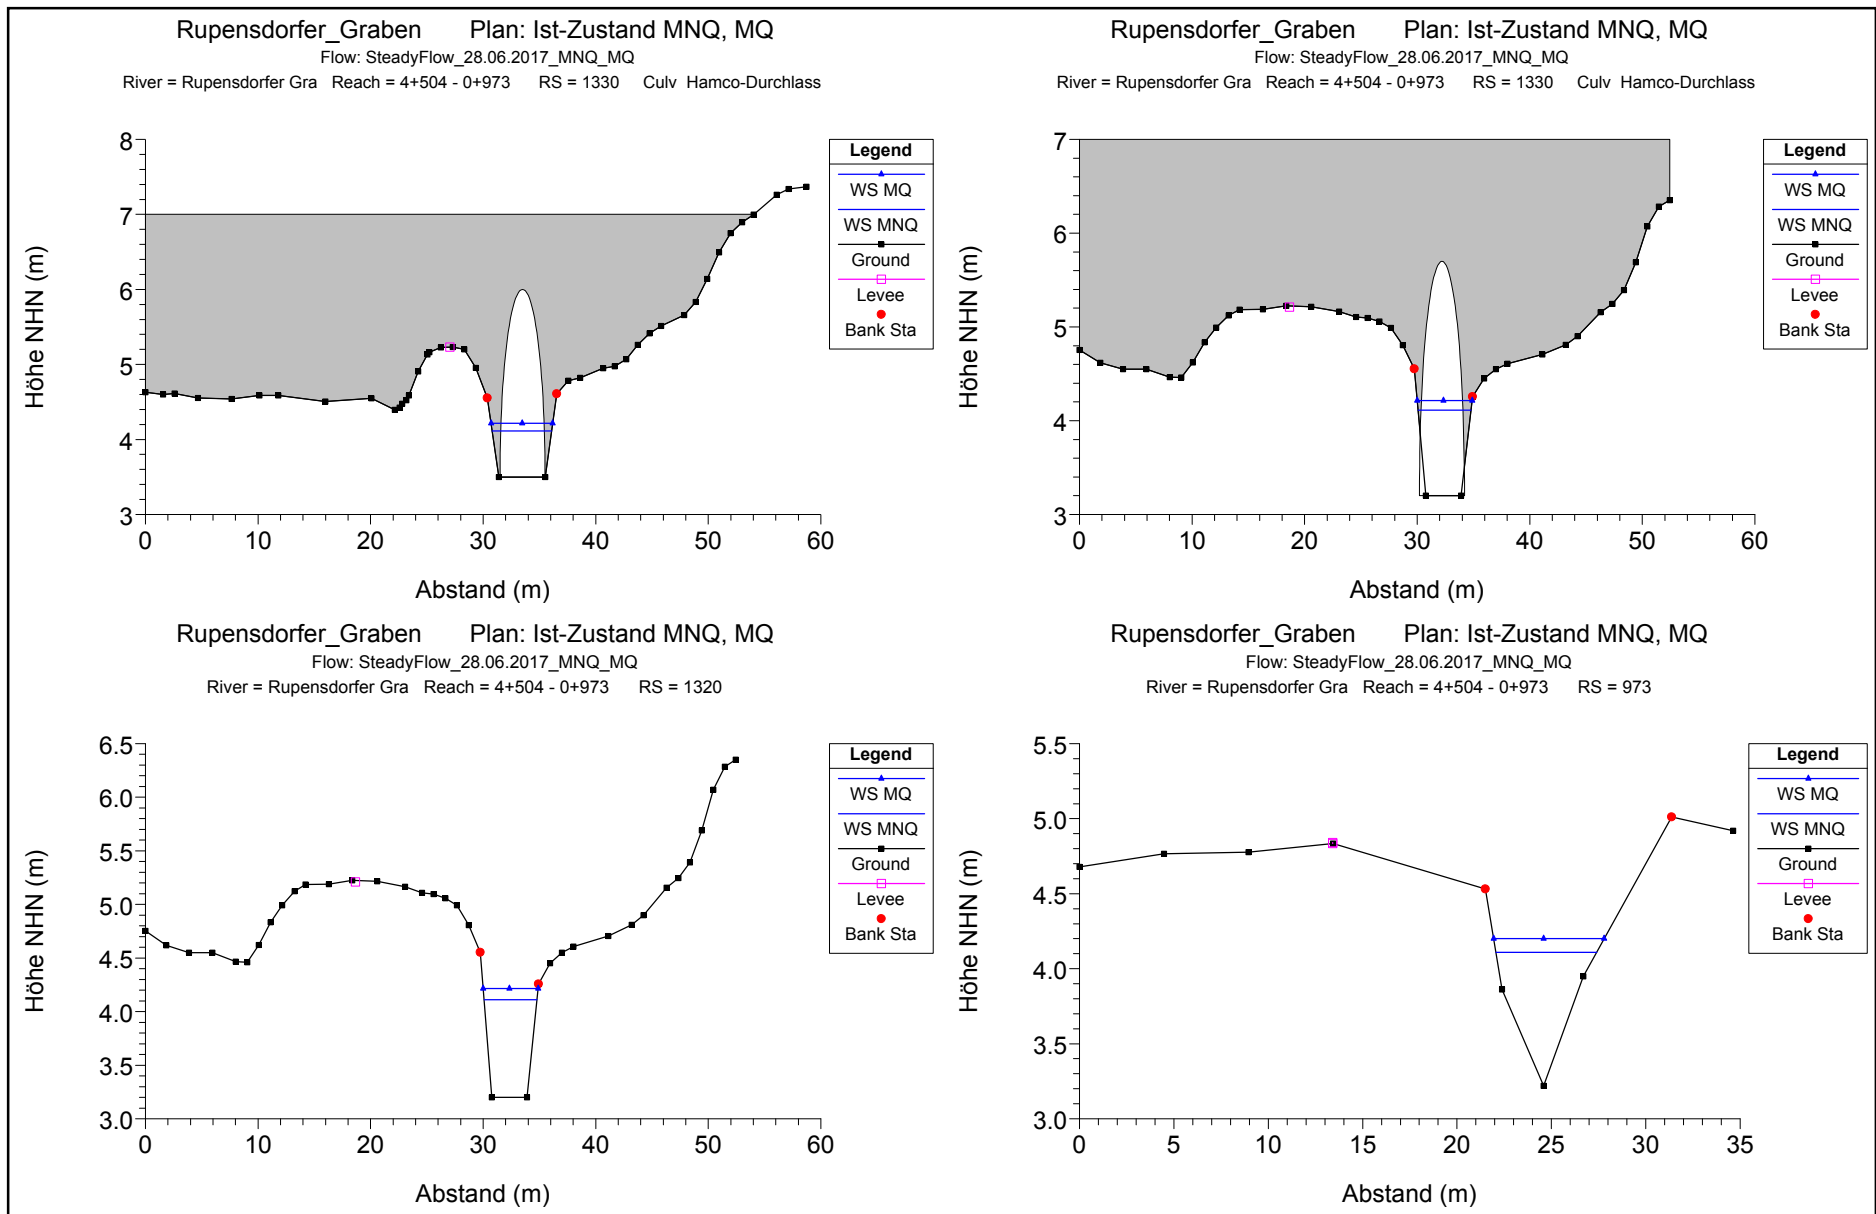 Rupensdorfer_Graben Plan: Ist-Zustand MNQ, MQ
Flow: SteadyFlow_28.06.2017_MNQ_MQ
River = Rupensdorfer Gra Reach = 4+504 - 0+973 RS = 1330 Culv Hamco-Durchlass
8
7
6
5
4
3
0 10 20 30 40 50 60
Höhe NHN (m)
Abstand (m)
Legend
WS MQ
WS MNQ
Ground
Levee
Bank Sta
Rupensdorfer_Graben Plan: Ist-Zustand MNQ, MQ
Flow: SteadyFlow_28.06.2017_MNQ_MQ
River = Rupensdorfer Gra Reach = 4+504 - 0+973 RS = 1330 Culv Hamco-Durchlass
7
6
5
4
3
0 10 20 30 40 50 60
Höhe NHN (m)
Abstand (m)
Legend
WS MQ
WS MNQ
Ground
Levee
Bank Sta
Rupensdorfer_Graben Plan: Ist-Zustand MNQ, MQ
Flow: SteadyFlow_28.06.2017_MNQ_MQ
River = Rupensdorfer Gra Reach = 4+504 - 0+973 RS = 1320
6.5
6.0
5.5
5.0
4.5
4.0
3.5
3.0
0 10 20 30 40 50 60
Höhe NHN (m)
Abstand (m)
Legend
WS MQ
WS MNQ
Ground
Levee
Bank Sta
Rupensdorfer_Graben Plan: Ist-Zustand MNQ, MQ
Flow: SteadyFlow_28.06.2017_MNQ_MQ
River = Rupensdorfer Gra Reach = 4+504 - 0+973 RS = 973
5.5
5.0
4.5
4.0
3.5
3.0
0 5 10 15 20 25 30 35
Höhe NHN (m)
Abstand (m)
Legend
WS MQ
WS MNQ
Ground
Levee
Bank Sta